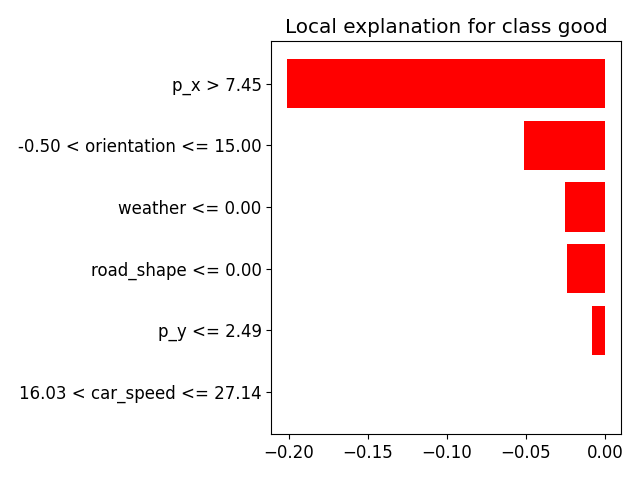 Local explanation for class good
p_x > 7.45
-0.50 < orientation <= 15.00
weather <= 0.00
road_shape <= 0.00
p_y <= 2.49
16.03 < car_speed <= 27.14
−0.20 −0.15 −0.10 −0.05 0.00